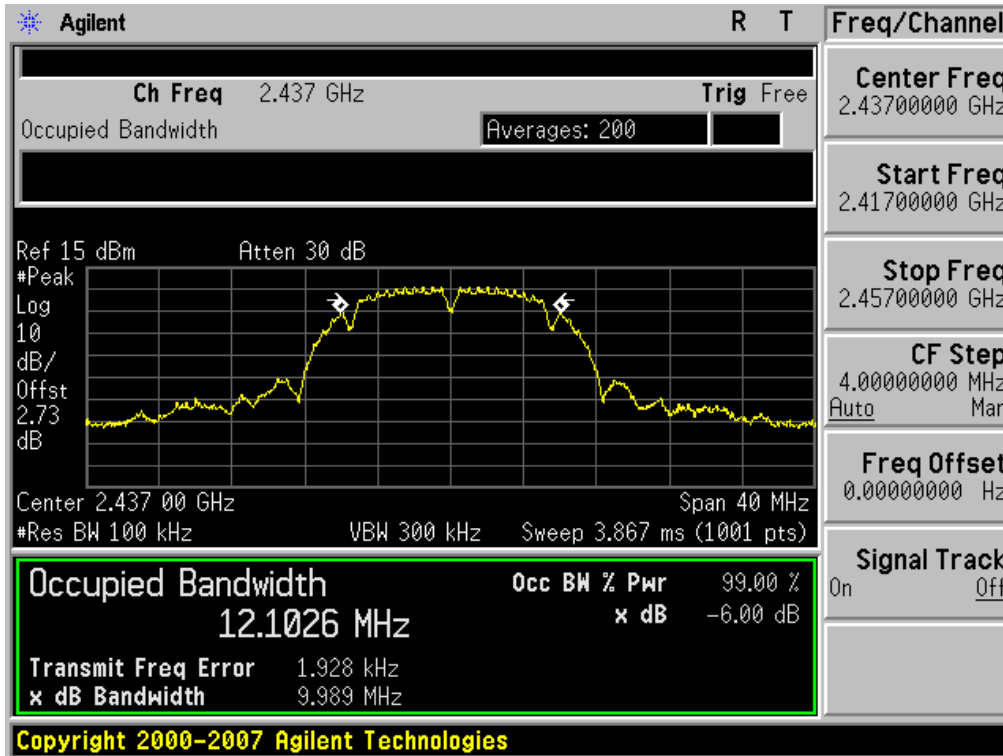 Agilent R T
Freq/Channel
Ch Freq 2.437 GHz Trig Free
Occupied Bandwidth Averages: 200
Ref 15 dBm Atten 30 dB
#Peak
Log
10
dB/
Offst
2.73
dB
Center 2.437 00 GHz Span 40 MHz
#Res BW 100 kHz VBW 300 kHz Sweep 3.867 ms (1001 pts)
Occupied Bandwidth
12.1026 MHz
Occ BW % Pwr 99.00 %
x dB -6.00 dB
Transmit Freq Error 1.928 kHz
x dB Bandwidth 9.989 MHz
Center Freq
2.43700000 GHz
Start Freq
2.41700000 GHz
Stop Freq
2.45700000 GHz
CF Step
4.00000000 MHz
Auto Man
Freq Offset
0.00000000 Hz
Signal Track
On Off
Copyright 2000-2007 Agilent Technologies